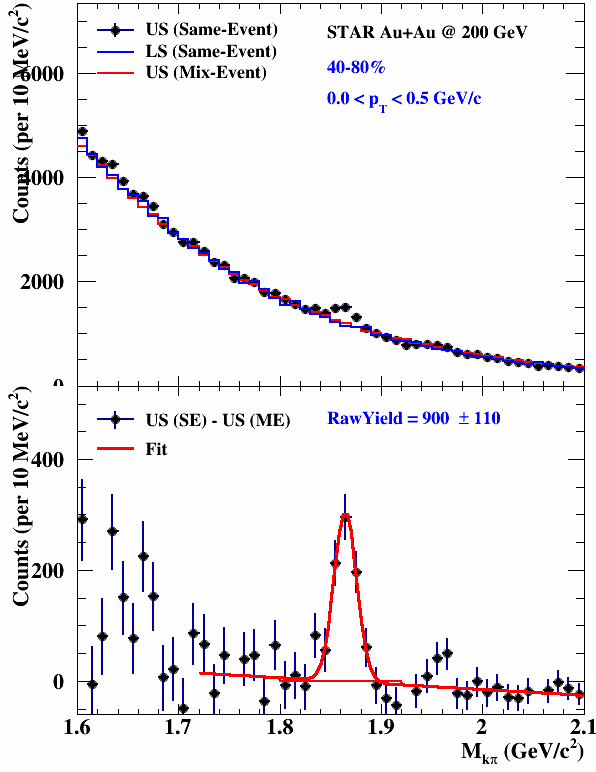 US (Same-Event)
LS (Same-Event)
US (Mix-Event)
STAR Au+Au @ 200 GeV
40-80%
0.0 < p_T < 0.5 GeV/c
Counts (per 10 MeV/c²)
6000
4000
2000
0
US (SE) - US (ME)
Fit
RawYield = 900 ± 110
Counts (per 10 MeV/c²)
400
200
0
1.6 1.7 1.8 1.9 2 2.1
M_kπ (GeV/c²)